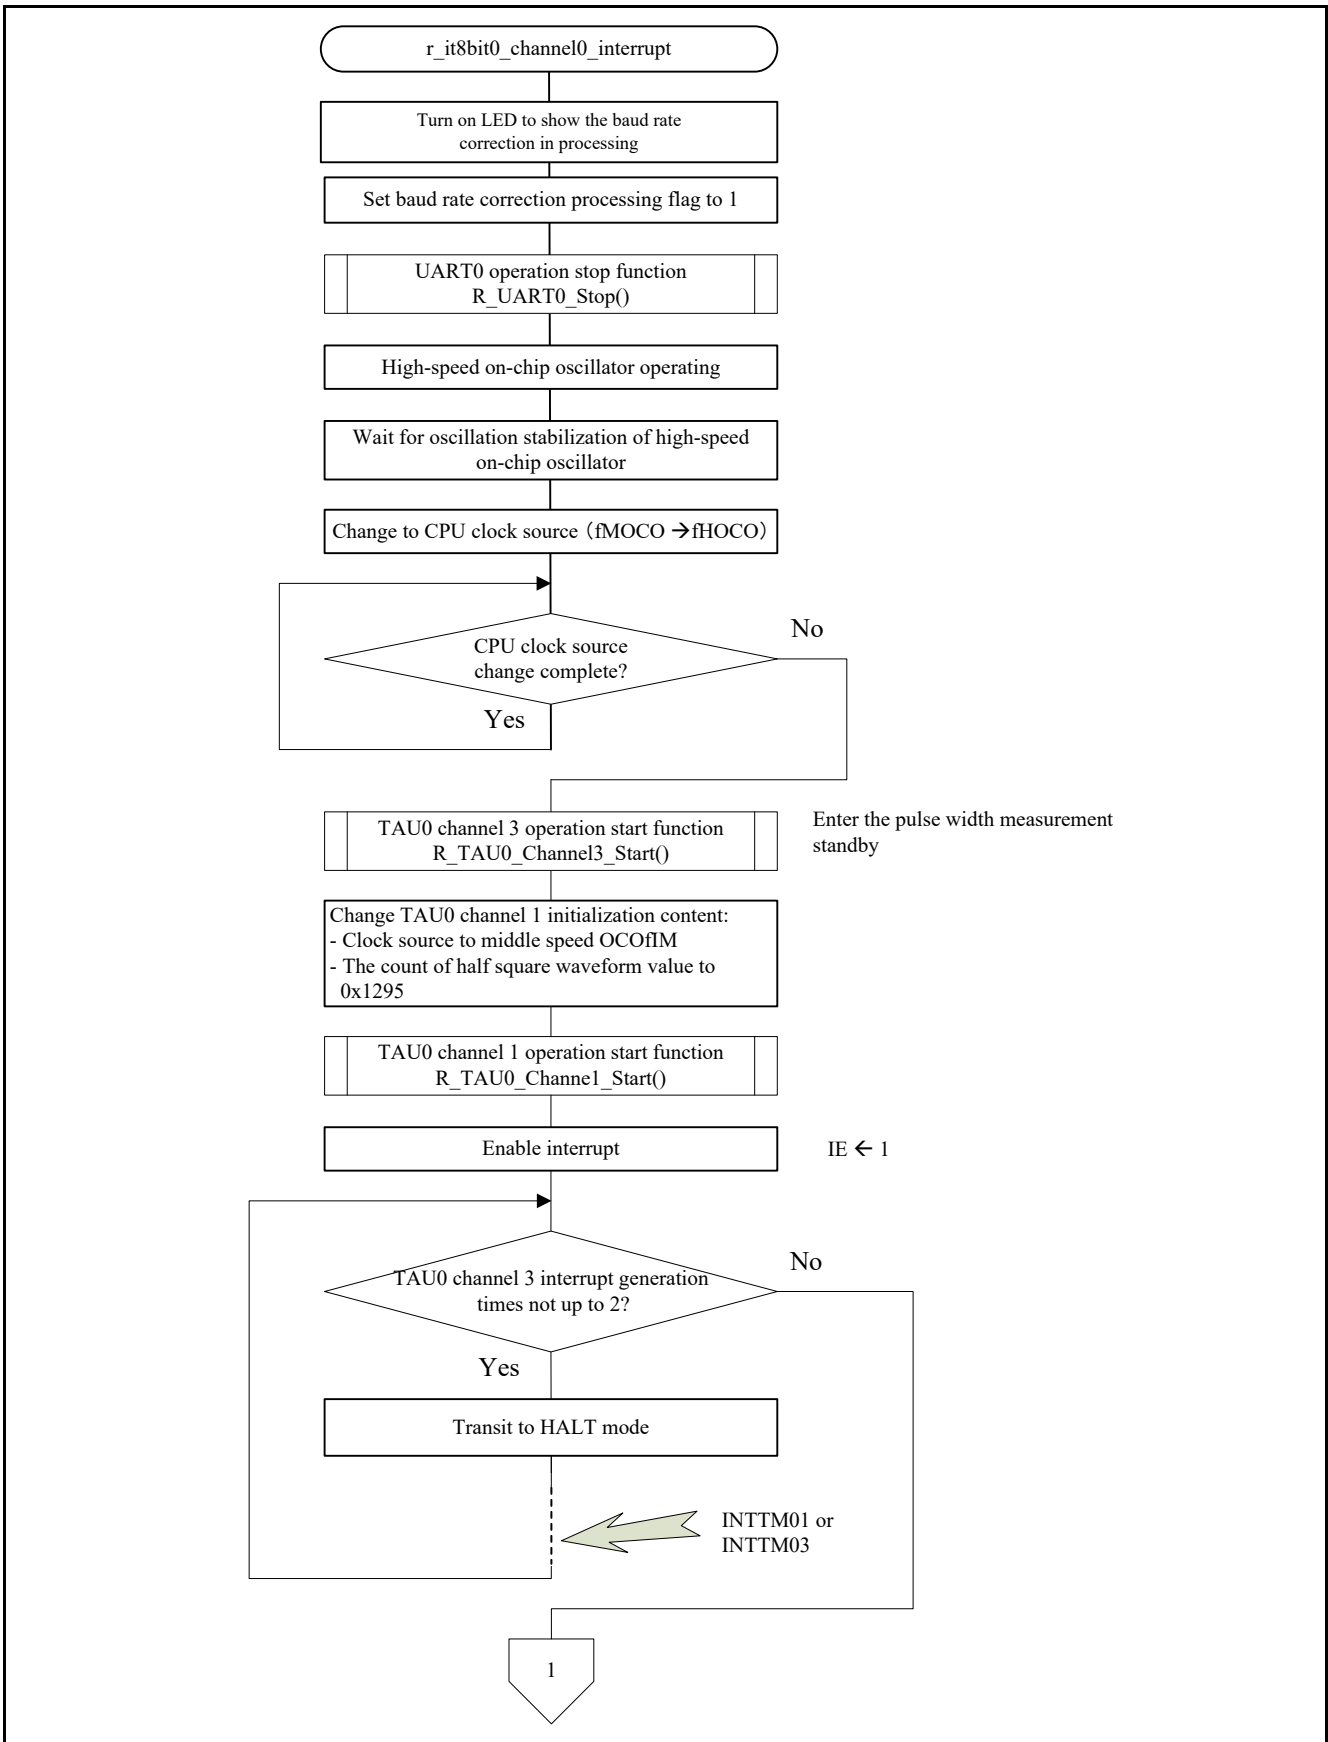 r_it8bit0_channel0_interrupt
Turn on LED to show the baud rate
correction in processing
Set baud rate correction processing flag to 1
UART0 operation stop function
R_UART0_Stop()
High-speed on-chip oscillator operating
Wait for oscillation stabilization of high-speed
on-chip oscillator
Change to CPU clock source（fMOCO →fHOCO）
CPU clock source
change complete?
No
Yes
TAU0 channel 3 operation start function
R_TAU0_Channel3_Start()
Enter the pulse width measurement
standby
Change TAU0 channel 1 initialization content:
- Clock source to middle speed OCOfIM
- The count of half square waveform value to
0x1295
TAU0 channel 1 operation start function
R_TAU0_Channe1_Start()
Enable interrupt
IE ← 1
TAU0 channel 3 interrupt generation
times not up to 2?
No
Yes
Transit to HALT mode
INTTM01 or
INTTM03
1